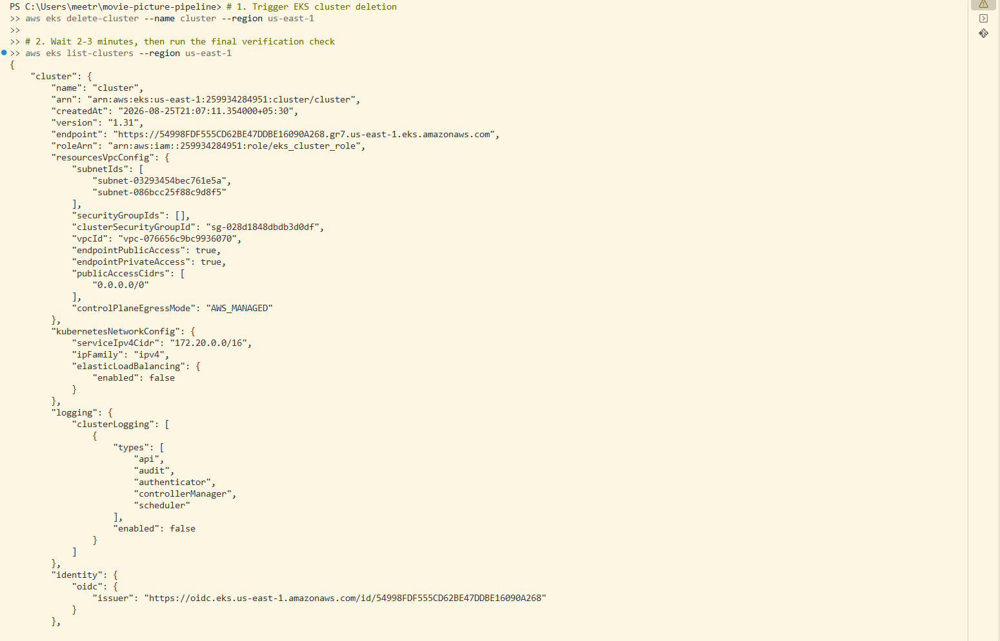 PS C:\Users\meetr\movie-picture-pipeline> # 1. Trigger EKS cluster deletion
>> aws eks delete-cluster --name cluster --region us-east-1
>>
>> # 2. Wait 2-3 minutes, then run the final verification check
>> aws eks list-clusters --region us-east-1
{
    "cluster": {
        "name": "cluster",
        "arn": "arn:aws:eks:us-east-1:259934284951:cluster/cluster",
        "createdAt": "2026-08-25T21:07:11.354000+05:30",
        "version": "1.31",
        "endpoint": "https://54998FDF555CD62BE47DDBE16090A268.gr7.us-east-1.eks.amazonaws.com",
        "roleArn": "arn:aws:iam::259934284951:role/eks_cluster_role",
        "resourcesVpcConfig": {
            "subnetIds": [
                "subnet-03293454bec761e5a",
                "subnet-086bcc25f88c9d8f5"
            ],
            "securityGroupIds": [],
            "clusterSecurityGroupId": "sg-028d1848dbdb3d0df",
            "vpcId": "vpc-076656c9bc9936070",
            "endpointPublicAccess": true,
            "endpointPrivateAccess": true,
            "publicAccessCidrs": [
                "0.0.0.0/0"
            ],
            "controlPlaneEgressMode": "AWS_MANAGED"
        },
        "kubernetesNetworkConfig": {
            "serviceIpv4Cidr": "172.20.0.0/16",
            "ipFamily": "ipv4",
            "elasticLoadBalancing": {
                "enabled": false
            }
        },
        "logging": {
            "clusterLogging": [
                {
                    "types": [
                        "api",
                        "audit",
                        "authenticator",
                        "controllerManager",
                        "scheduler"
                    ],
                    "enabled": false
                }
            ]
        },
        "identity": {
            "oidc": {
                "issuer": "https://oidc.eks.us-east-1.amazonaws.com/id/54998FDF555CD62BE47DDBE16090A268"
            }
        },